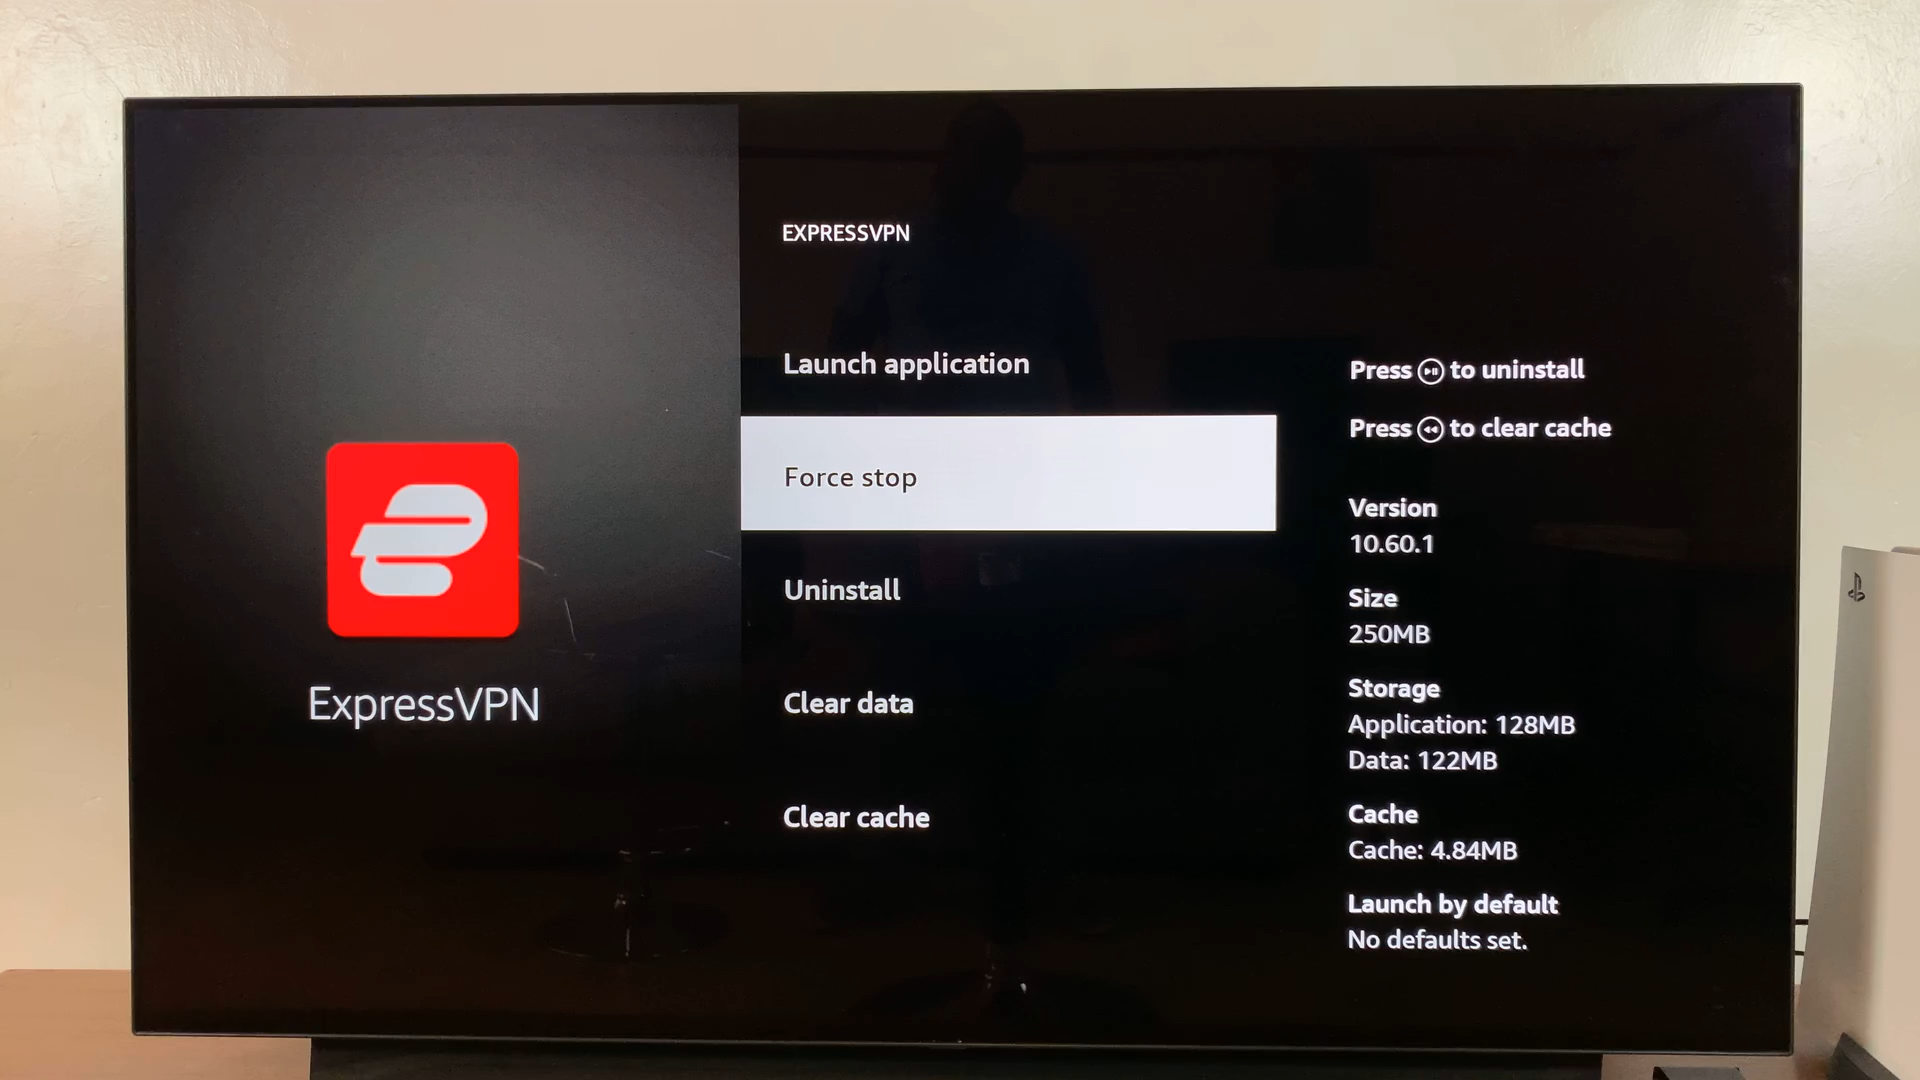 EXPRESSVPN
Launch application
Force stop
Uninstall
Clear data
Clear cache
ExpressVPN
Press to uninstall
Press to clear cache
Version
10.60.1
Size
250MB
Storage
Application: 128MB
Data: 122MB
Cache
Cache: 4.84MB
Launch by default
No defaults set.